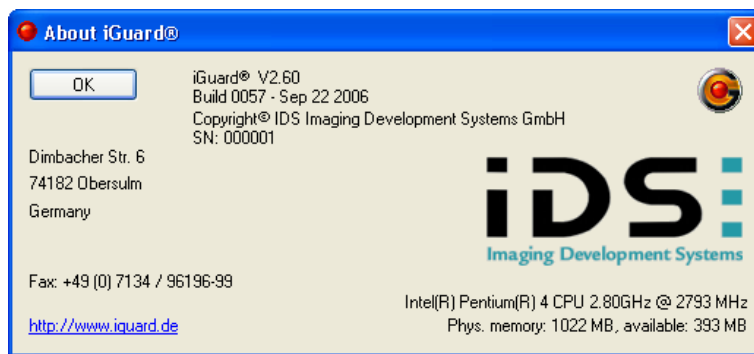 About iGuard®
OK
iGuard® V2.60
Build 0057 - Sep 22 2006
Copyright© IDS Imaging Development Systems GmbH
SN: 000001
Dimbacher Str. 6
74182 Obersulm
Germany
iDS
Imaging Development Systems
Fax: +49 (0) 7134 / 96196-99
Intel(R) Pentium(R) 4 CPU 2.80GHz @ 2793 MHz
http://www.iguard.de
Phys. memory: 1022 MB, available: 393 MB